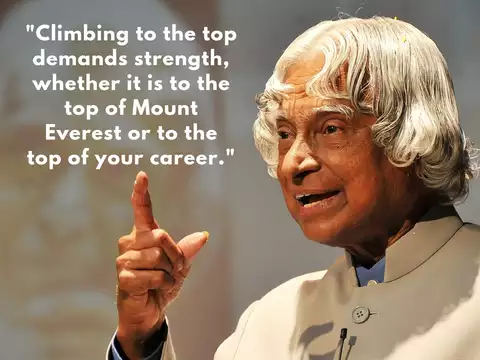 "Climbing to the top
demands strength,
whether it is to the
top of Mount
Everest or to the
top of your career."